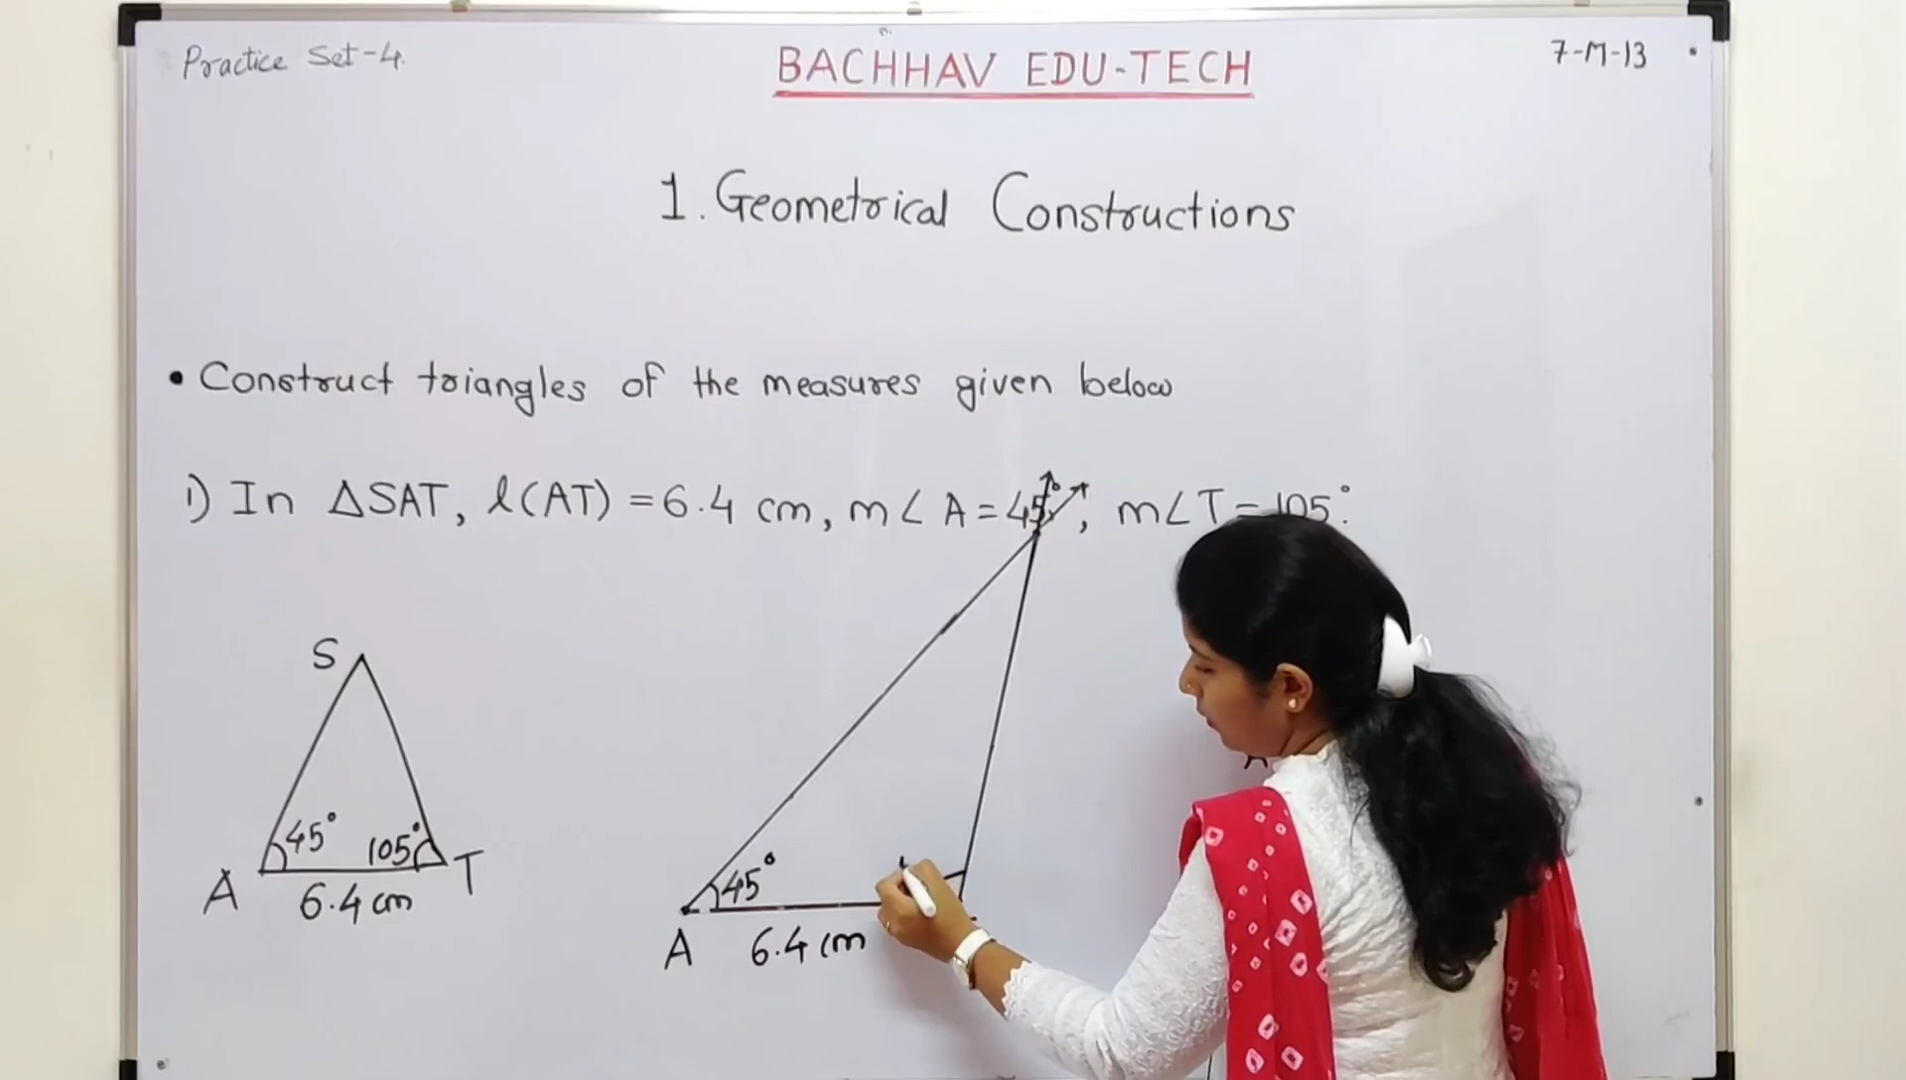 Practice Set-4.
BACHHAV EDU-TECH
7-M-13
1. Geometrical Constructions
• Construct triangles of the measures given below
i) In ΔSAT, l(AT) = 6.4 cm, m∠ A = 45°, m∠T = 105°.
S
45° 105°
A T
6.4 cm
45°
A 6.4 cm